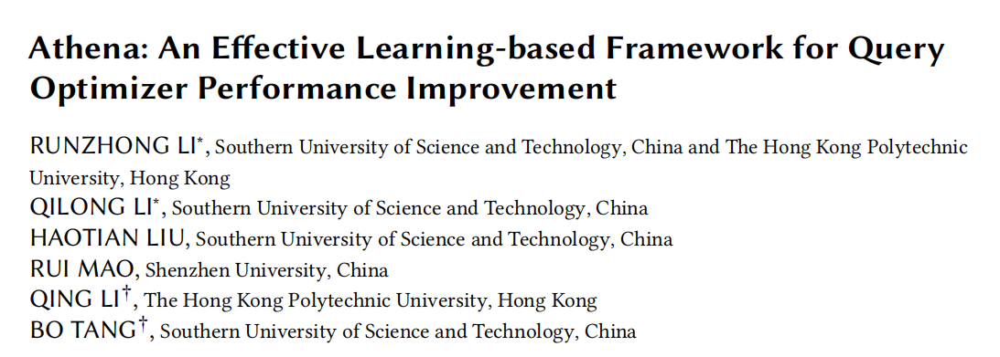 Athena: An Effective Learning-based Framework for Query
Optimizer Performance Improvement
RUNZHONG LI*, Southern University of Science and Technology, China and The Hong Kong Polytechnic
University, Hong Kong
QILONG LI*, Southern University of Science and Technology, China
HAOTIAN LIU, Southern University of Science and Technology, China
RUI MAO, Shenzhen University, China
QING LI†, The Hong Kong Polytechnic University, Hong Kong
BO TANG†, Southern University of Science and Technology, China